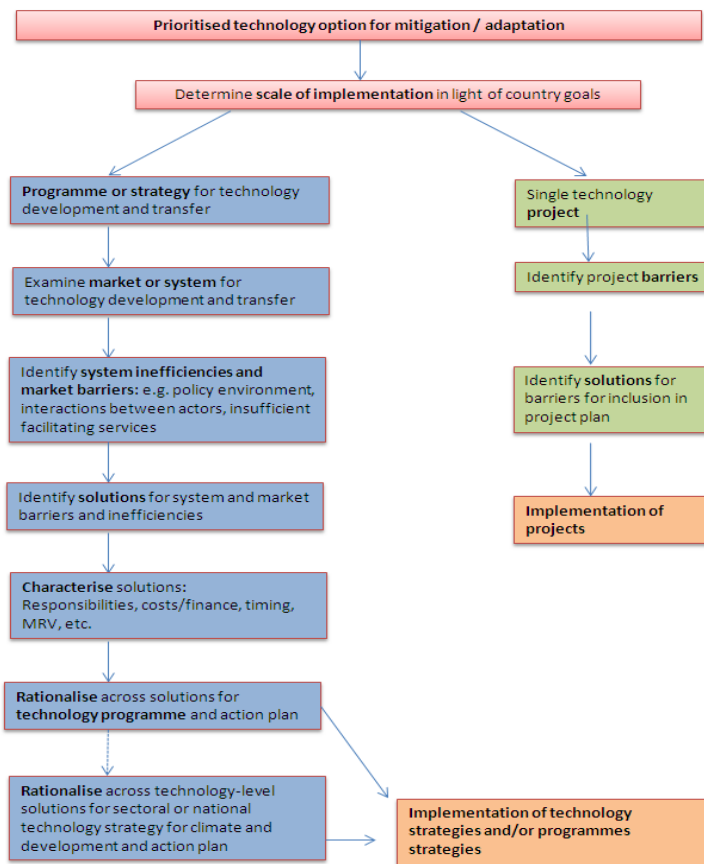 Prioritised technology option for mitigation / adaptation
Determine scale of implementation in light of country goals
Programme or strategy for technology
development and transfer
Examine market or system for
technology development and transfer
Identify system inefficiencies and
market barriers: e.g. policy environment,
interactions between actors, insufficient
facilitating services
Identify solutions for system and market
barriers and inefficiencies
Characterise solutions:
Responsibilities, costs/finance, timing,
MRV, etc.
Rationalise across solutions for
technology programme and action plan
Rationalise across technology-level
solutions for sectoral or national
technology strategy for climate and
development and action plan
Single technology
project
Identify project barriers
Identify solutions for
barriers for inclusion in
project plan
Implementation of
projects
Implementation of technology
strategies and/or programmes
strategies